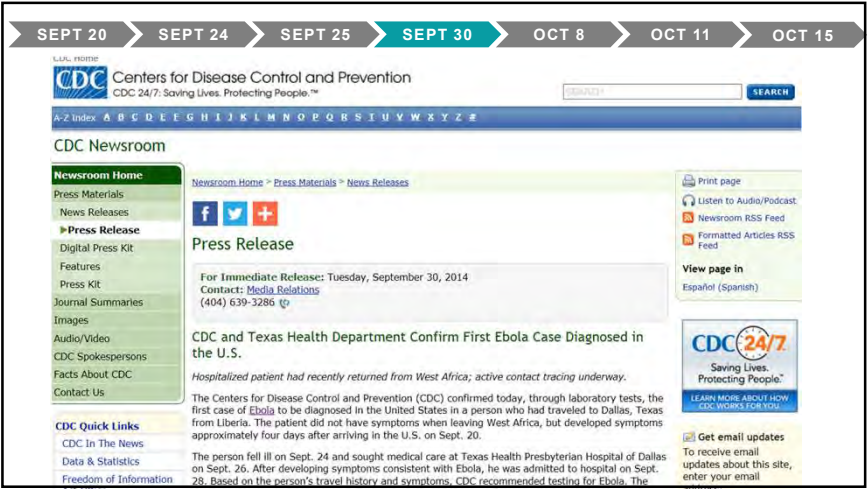 SEPT 20 SEPT 24 SEPT 25 SEPT 30 OCT 8 OCT 11 OCT 15
CDC Home
CDC
Centers for Disease Control and Prevention
CDC 24/7: Saving Lives. Protecting People.™
SEARCH
SEARCH
A-Z Index A B C D E F G H I J K L M N O P Q R S T U V W X Y Z #
CDC Newsroom
Newsroom Home
Press Materials
News Releases
Press Release
Digital Press Kit
Features
Press Kit
Journal Summaries
Images
Audio/Video
CDC Spokespersons
Facts About CDC
Contact Us
CDC Quick Links
CDC In The News
Data & Statistics
Freedom of Information
Newsroom Home > Press Materials > News Releases
Press Release
For Immediate Release: Tuesday, September 30, 2014
Contact: Media Relations
(404) 639-3286
CDC and Texas Health Department Confirm First Ebola Case Diagnosed in
the U.S.
Hospitalized patient had recently returned from West Africa; active contact tracing underway.
The Centers for Disease Control and Prevention (CDC) confirmed today, through laboratory tests, the
first case of Ebola to be diagnosed in the United States in a person who had traveled to Dallas, Texas
from Liberia. The patient did not have symptoms when leaving West Africa, but developed symptoms
approximately four days after arriving in the U.S. on Sept. 20.
The person fell ill on Sept. 24 and sought medical care at Texas Health Presbyterian Hospital of Dallas
on Sept. 26. After developing symptoms consistent with Ebola, he was admitted to hospital on Sept.
28. Based on the person's travel history and symptoms, CDC recommended testing for Ebola. The
Print page
Listen to Audio/Podcast
Newsroom RSS Feed
Formatted Articles RSS
Feed
View page in
Español (Spanish)
CDC 24/7
Saving Lives.
Protecting People.™
LEARN MORE ABOUT HOW
CDC WORKS FOR YOU
Get email updates
To receive email
updates about this site,
enter your email